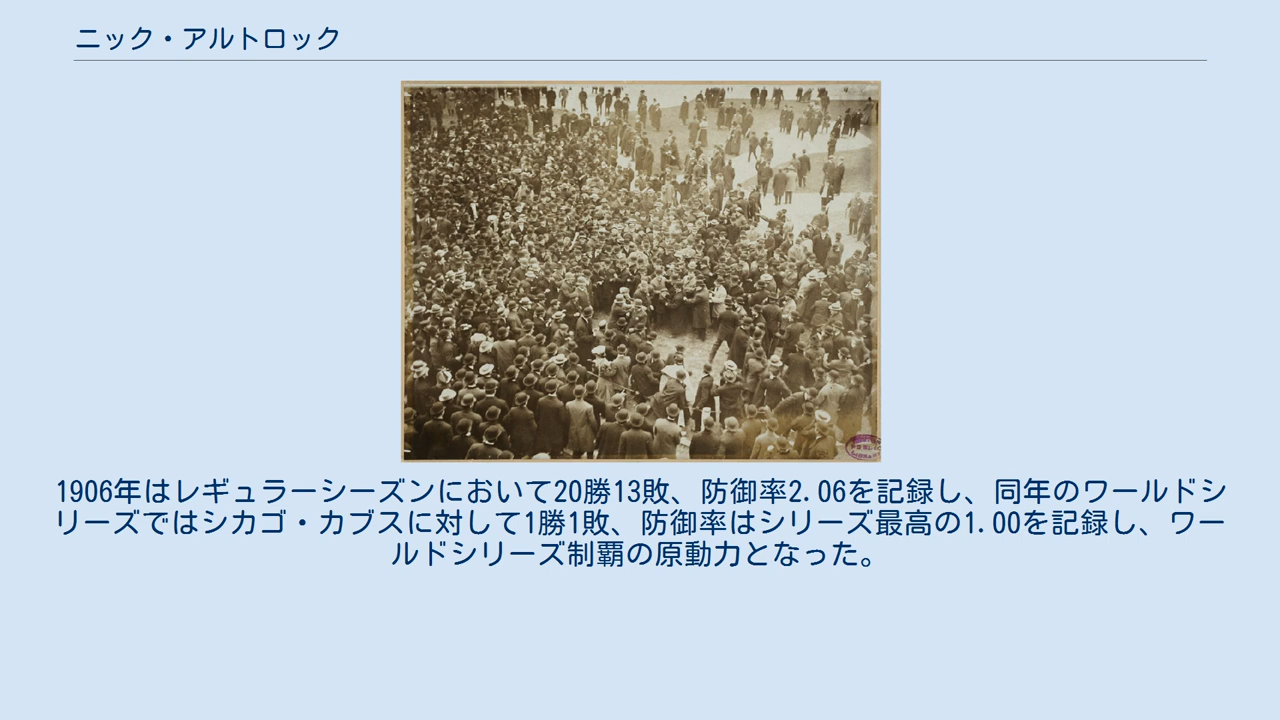 ニック・アルトロック
1906年はレギュラーシーズンにおいて20勝13敗、防御率2.06を記録し、同年のワールドシ
リーズではシカゴ・カブスに対して1勝1敗、防御率はシリーズ最高の1.00を記録し、ワー
ルドシリーズ制覇の原動力となった。